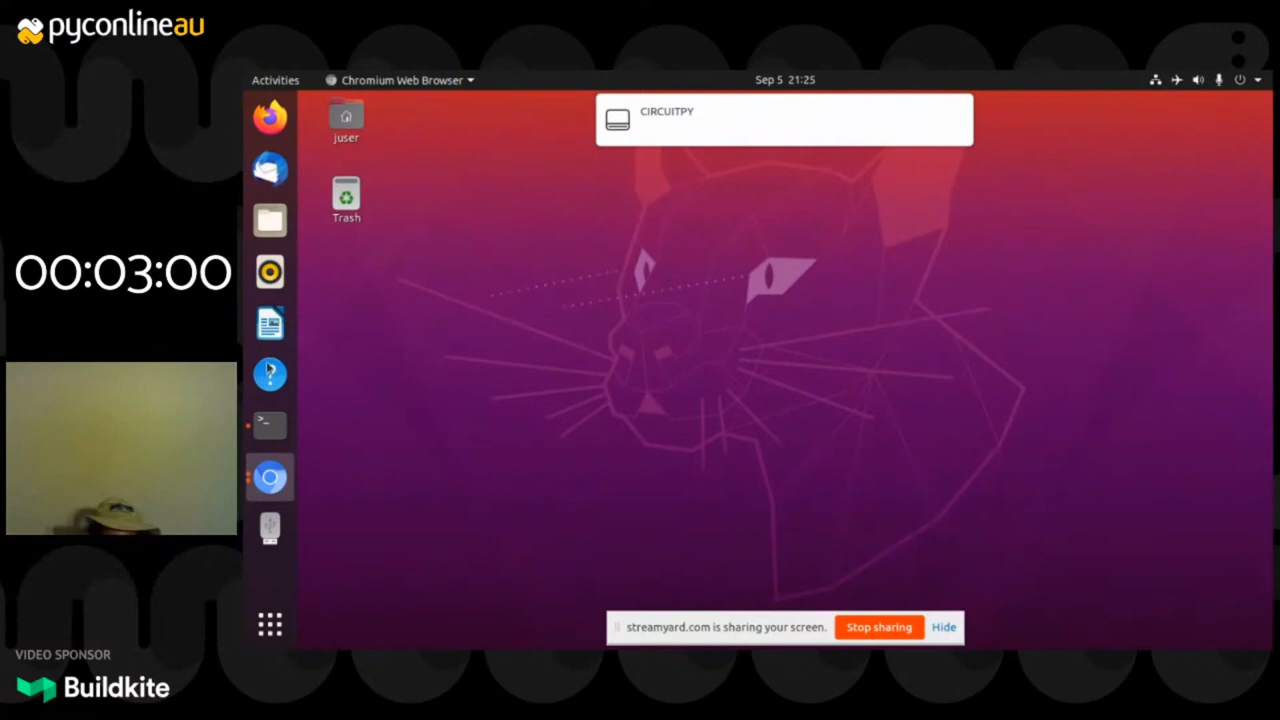 pyconlineau
Activities
Chromium Web Browser
Sep 5 21:25
CIRCUITPY
juser
Trash
00:03:00
streamyard.com is sharing your screen.
Stop sharing
Hide
VIDEO SPONSOR
Buildkite